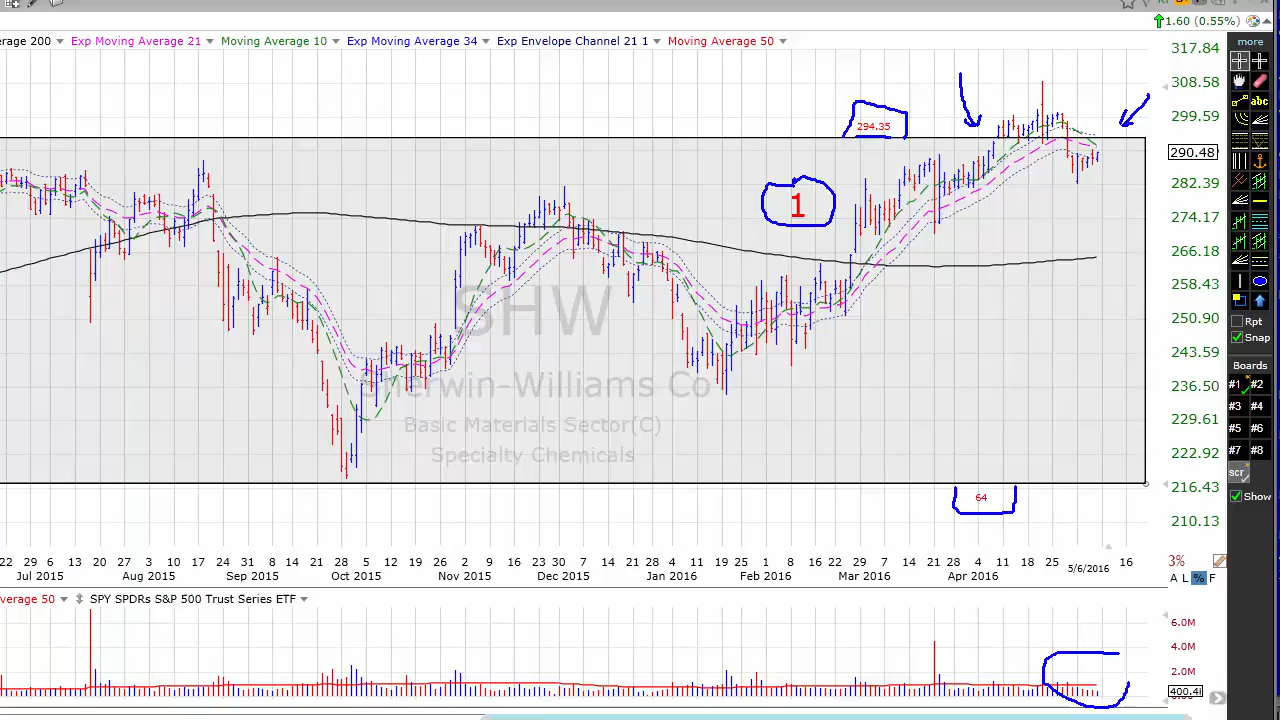 1.60 (0.55%)
erage 200 Exp Moving Average 21 Moving Average 10 Exp Moving Average 34 Exp Envelope Channel 21 1 Moving Average 50
more
317.84
308.58
299.59
290.48
282.39
274.17
266.18
258.43
250.90
243.59
236.50
229.61
222.92
216.43
210.13
294.35
1
SHW
Sherwin-Williams Co
Basic Materials Sector(C)
Specialty Chemicals
64
abc
Rpt
Snap
Boards
#1 #2
#3 #4
#5 #6
#7 #8
scr
Show
22 29 6 13 20 27 3 10 17 24 31 8 14 21 28 5 12 19 26 2 9 16 23 30 7 14 21 28 4 11 19 25 1 8 16 22 29 7 14 21 28 4 11 18 25 16
Jul 2015 Aug 2015 Sep 2015 Oct 2015 Nov 2015 Dec 2015 Jan 2016 Feb 2016 Mar 2016 Apr 2016 5/6/2016
3%
A L % F
verage 50 SPY SPDRs S&P 500 Trust Series ETF
6.0M
4.0M
2.0M